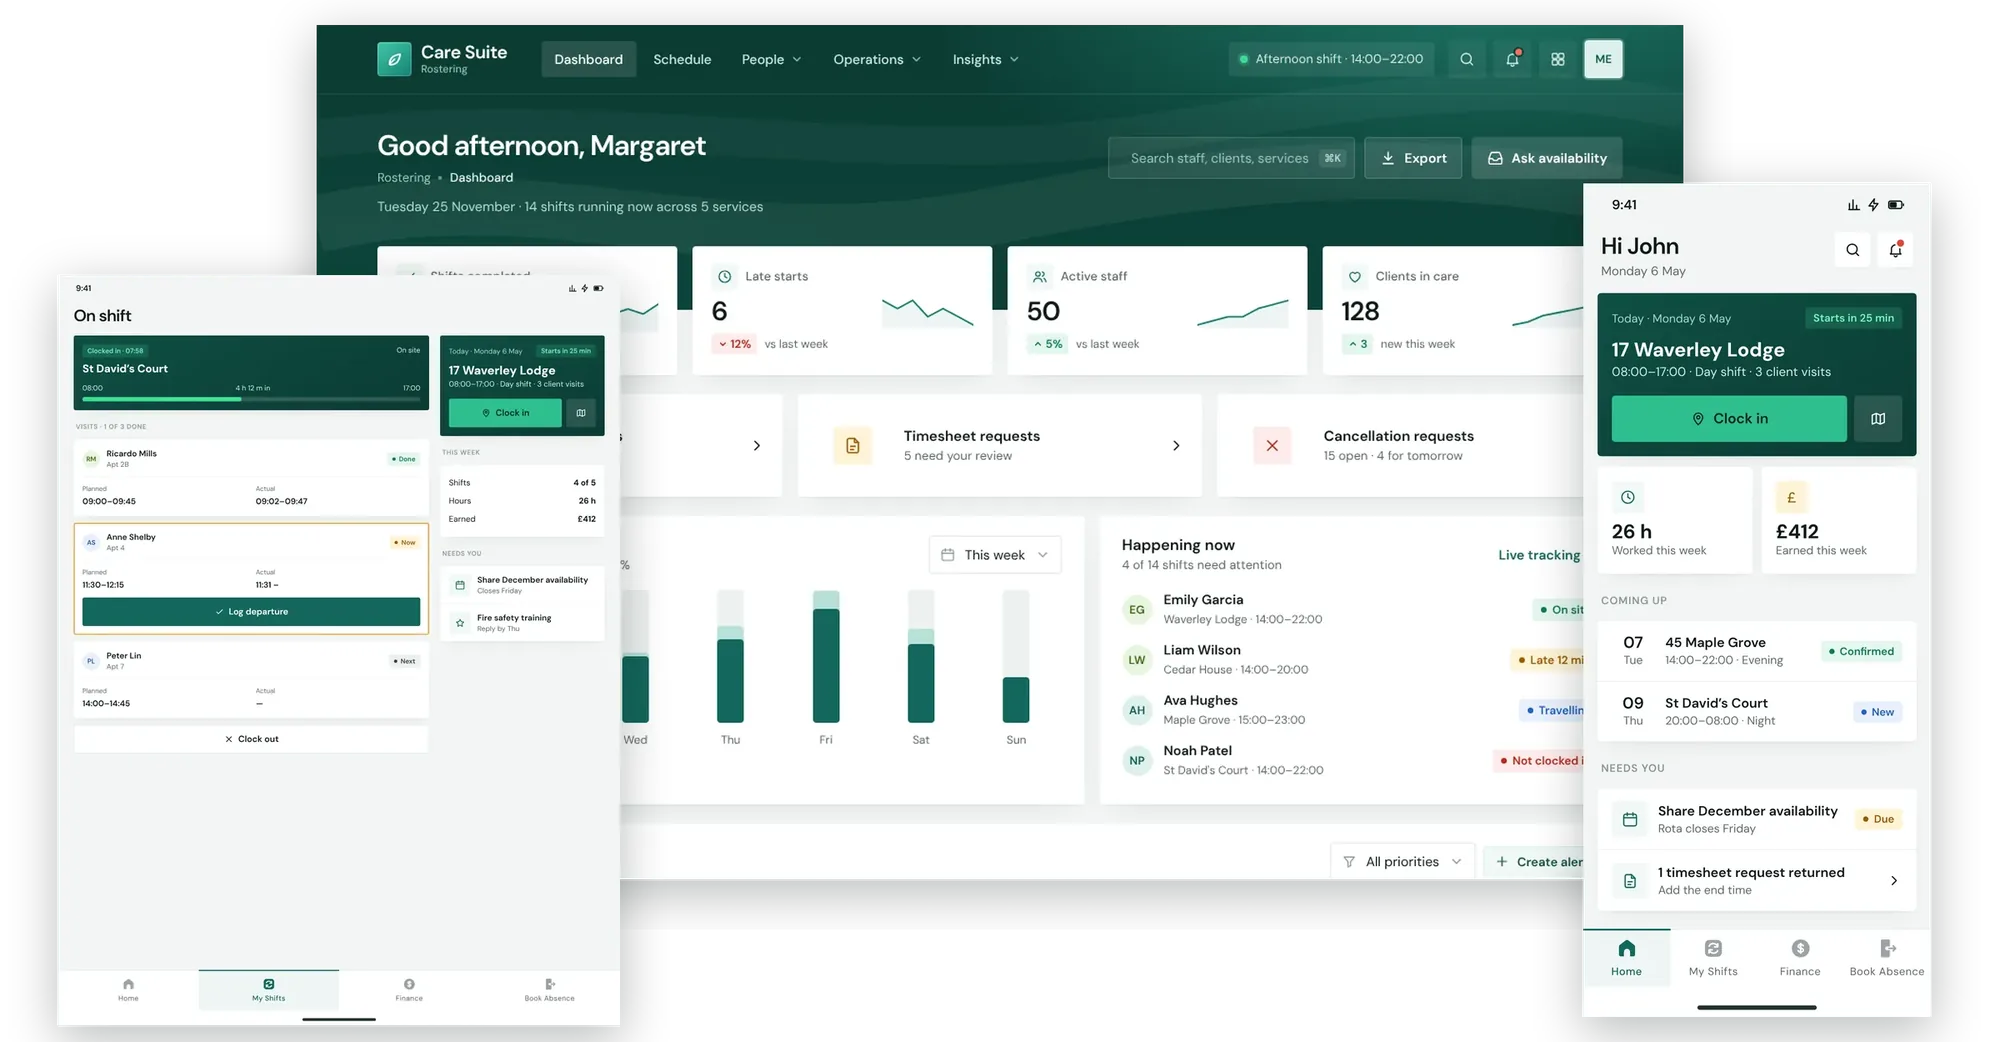 Care Suite
Rostering
Dashboard
Schedule
People
Operations
Insights
Afternoon shift · 14:00–22:00
ME
Good afternoon, Margaret
Rostering • Dashboard
Tuesday 25 November · 14 shifts running now across 5 services
Search staff, clients, services ⌘K
Export
Ask availability
Shifts completed
Late starts
6
12% vs last week
Active staff
50
5% vs last week
Clients in care
128
3 new this week
s
Timesheet requests
5 need your review
Cancellation requests
15 open · 4 for tomorrow
%
This week
Wed
Thu
Fri
Sat
Sun
Happening now
4 of 14 shifts need attention
Live tracking
EG
Emily Garcia
Waverley Lodge · 14:00–22:00
On sit
LW
Liam Wilson
Cedar House · 14:00–20:00
Late 12 mi
AH
Ava Hughes
Maple Grove · 15:00–23:00
Travellin
NP
Noah Patel
St David's Court · 14:00–22:00
Not clocked i
All priorities
+ Create aler
9:41
On shift
Clocked in · 07:58
On site
St David's Court
08:00
4 h 12 m in
17:00
VISITS · 1 OF 3 DONE
RM
Ricardo Mills
Apt 2B
Done
Planned
Actual
09:00–09:45
09:02–09:47
AS
Anne Shelby
Apt 4
Now
Planned
Actual
11:30–12:15
11:31 –
Log departure
PL
Peter Lin
Apt 7
Next
Planned
Actual
14:00–14:45
—
Clock out
Today · Monday 6 May
Starts in 25 min
17 Waverley Lodge
08:00–17:00 · Day shift · 3 client visits
Clock in
THIS WEEK
Shifts 4 of 5
Hours 26 h
Earned £412
NEEDS YOU
Share December availability
Closes Friday
Fire safety training
Reply by Thu
Home
My Shifts
Finance
Book Absence
9:41
Hi John
Monday 6 May
Today · Monday 6 May
Starts in 25 min
17 Waverley Lodge
08:00–17:00 · Day shift · 3 client visits
Clock in
26 h
Worked this week
£
£412
Earned this week
COMING UP
07
Tue
45 Maple Grove
14:00–22:00 · Evening
Confirmed
09
Thu
St David's Court
20:00–08:00 · Night
New
NEEDS YOU
Share December availability
Rota closes Friday
Due
1 timesheet request returned
Add the end time
Home
My Shifts
Finance
Book Absence